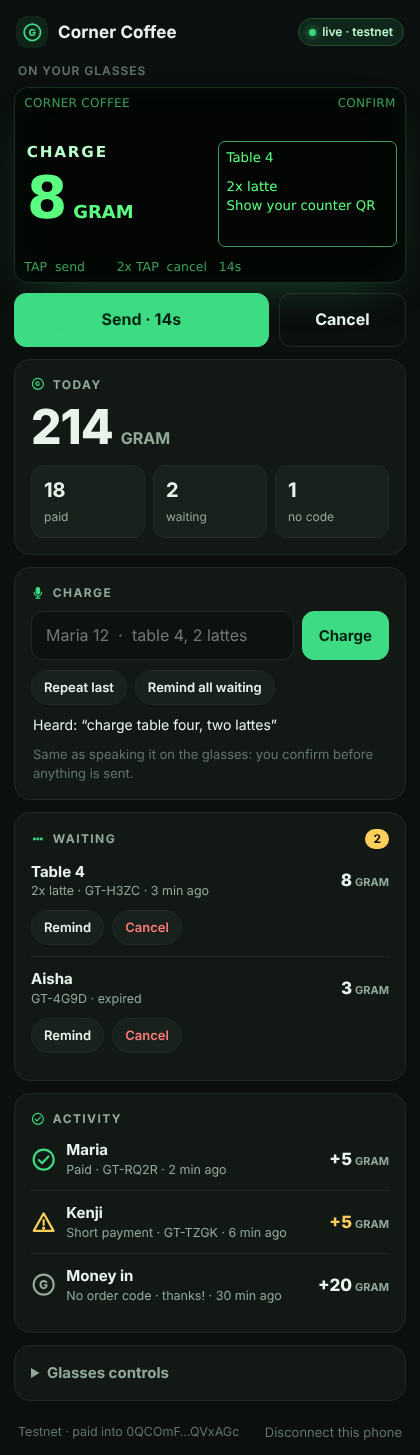 G Corner Coffee live · testnet
ON YOUR GLASSES
CORNER COFFEE CONFIRM
CHARGE
8 GRAM
Table 4
2x latte
Show your counter QR
TAP send 2x TAP cancel 14s
Send · 14s Cancel
G TODAY
214 GRAM
18 2 1
paid waiting no code
CHARGE
Maria 12 · table 4, 2 lattes Charge
Repeat last Remind all waiting
Heard: “charge table four, two lattes”
Same as speaking it on the glasses: you confirm before
anything is sent.
WAITING 2
Table 4
2x latte · GT-H3ZC · 3 min ago
8 GRAM
Remind Cancel
Aisha
GT-4G9D · expired
3 GRAM
Remind Cancel
ACTIVITY
Maria
Paid · GT-RQ2R · 2 min ago
+5 GRAM
Kenji
Short payment · GT-TZGK · 6 min ago
+5 GRAM
G Money in
No order code · thanks! · 30 min ago
+20 GRAM
Glasses controls
Testnet · paid into 0QCOmF…QVxAGc Disconnect this phone